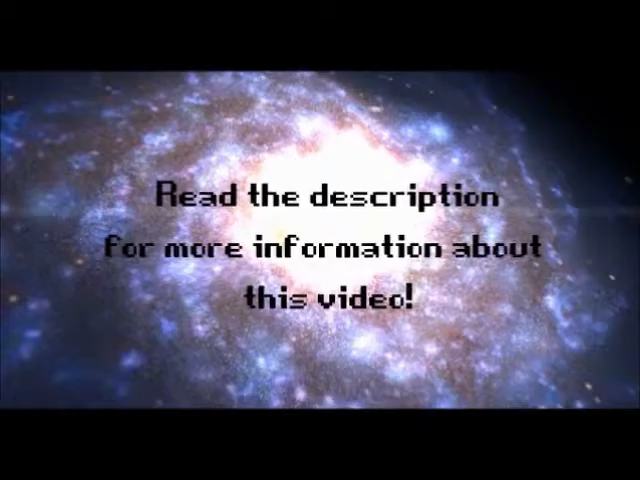 Read the description
for more information about
this video!